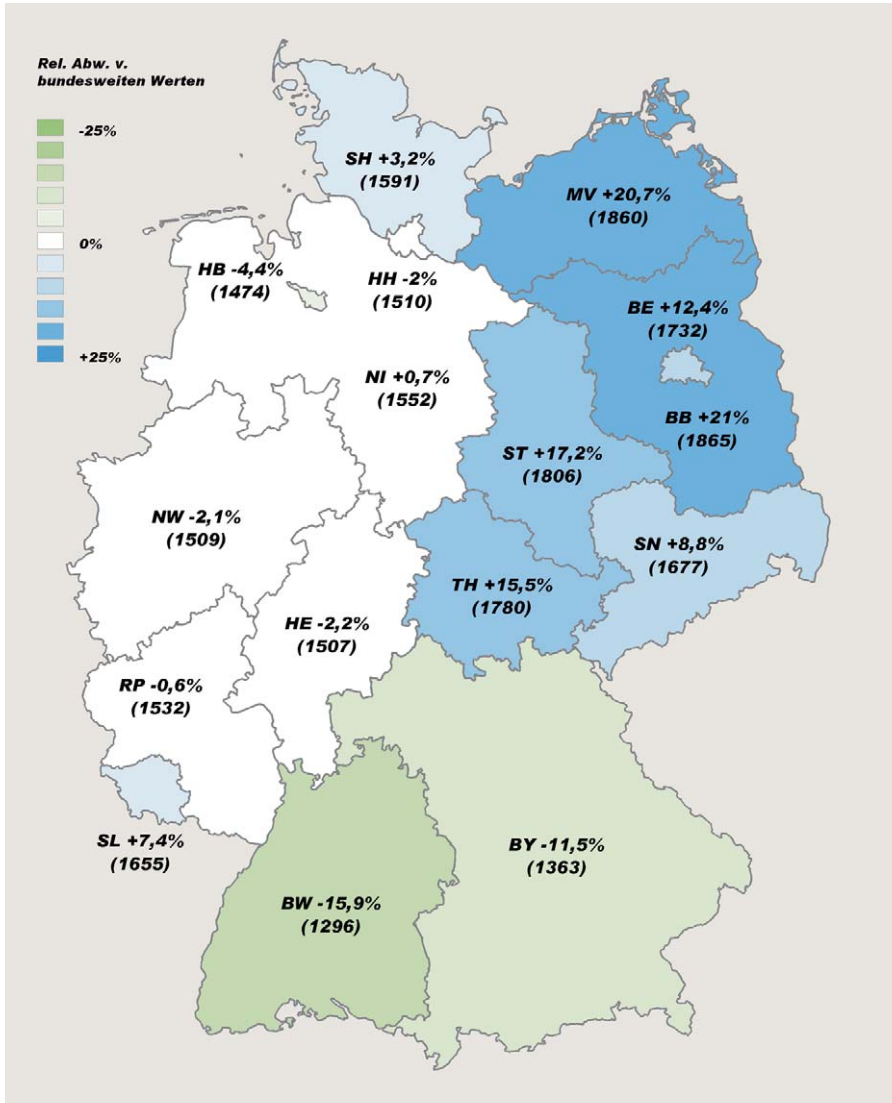 Rel. Abw. v.
bundesweiten Werten
-25%
0%
+25%
SH +3,2%
(1591)
MV +20,7%
(1860)
HB -4,4%
(1474)
HH -2%
(1510)
BE +12,4%
(1732)
NI +0,7%
(1552)
BB +21%
(1865)
ST +17,2%
(1806)
NW -2,1%
(1509)
SN +8,8%
(1677)
TH +15,5%
(1780)
HE -2,2%
(1507)
RP -0,6%
(1532)
SL +7,4%
(1655)
BY -11,5%
(1363)
BW -15,9%
(1296)